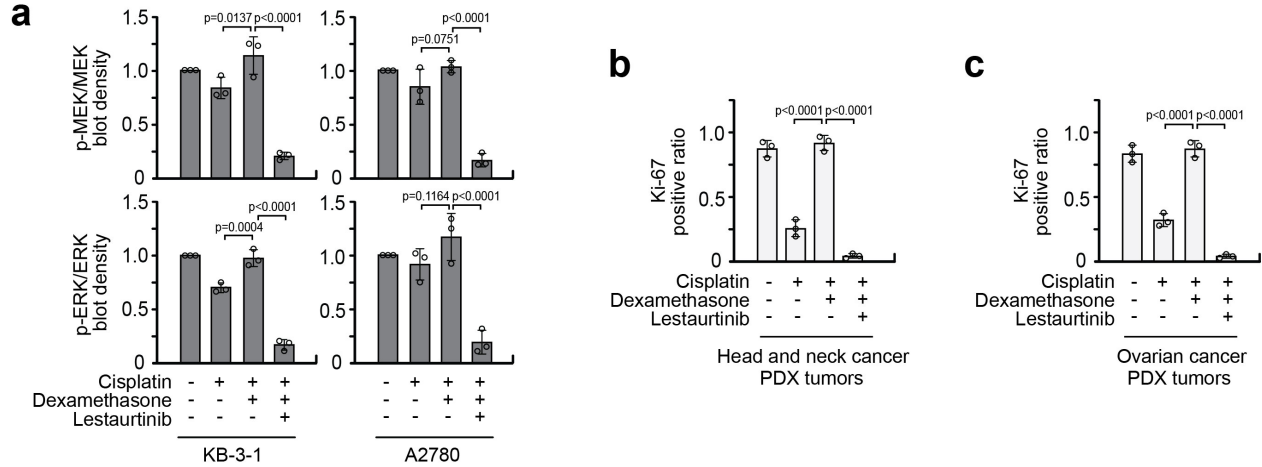 a
p-MEK/MEK
blot density
1.5
1.0
0.5
0
p=0.0137 p<0.0001
1.5
1.0
0.5
0
p<0.0001
p=0.0751
p-ERK/ERK
blot density
1.5
1.0
0.5
0
p<0.0001
p=0.0004
1.5
1.0
0.5
0
p=0.1164 p<0.0001
Cisplatin - + + + - + + +
Dexamethasone - - + + - - + +
Lestaurtinib - - - + - - - +
KB-3-1 A2780
b
Ki-67
positive ratio
1.0
0.5
0
p<0.0001 p<0.0001
Cisplatin - + + +
Dexamethasone - - + +
Lestaurtinib - - - +
Head and neck cancer
PDX tumors
c
Ki-67
positive ratio
1.0
0.5
0
p<0.0001 p<0.0001
Cisplatin - + + +
Dexamethasone - - + +
Lestaurtinib - - - +
Ovarian cancer
PDX tumors